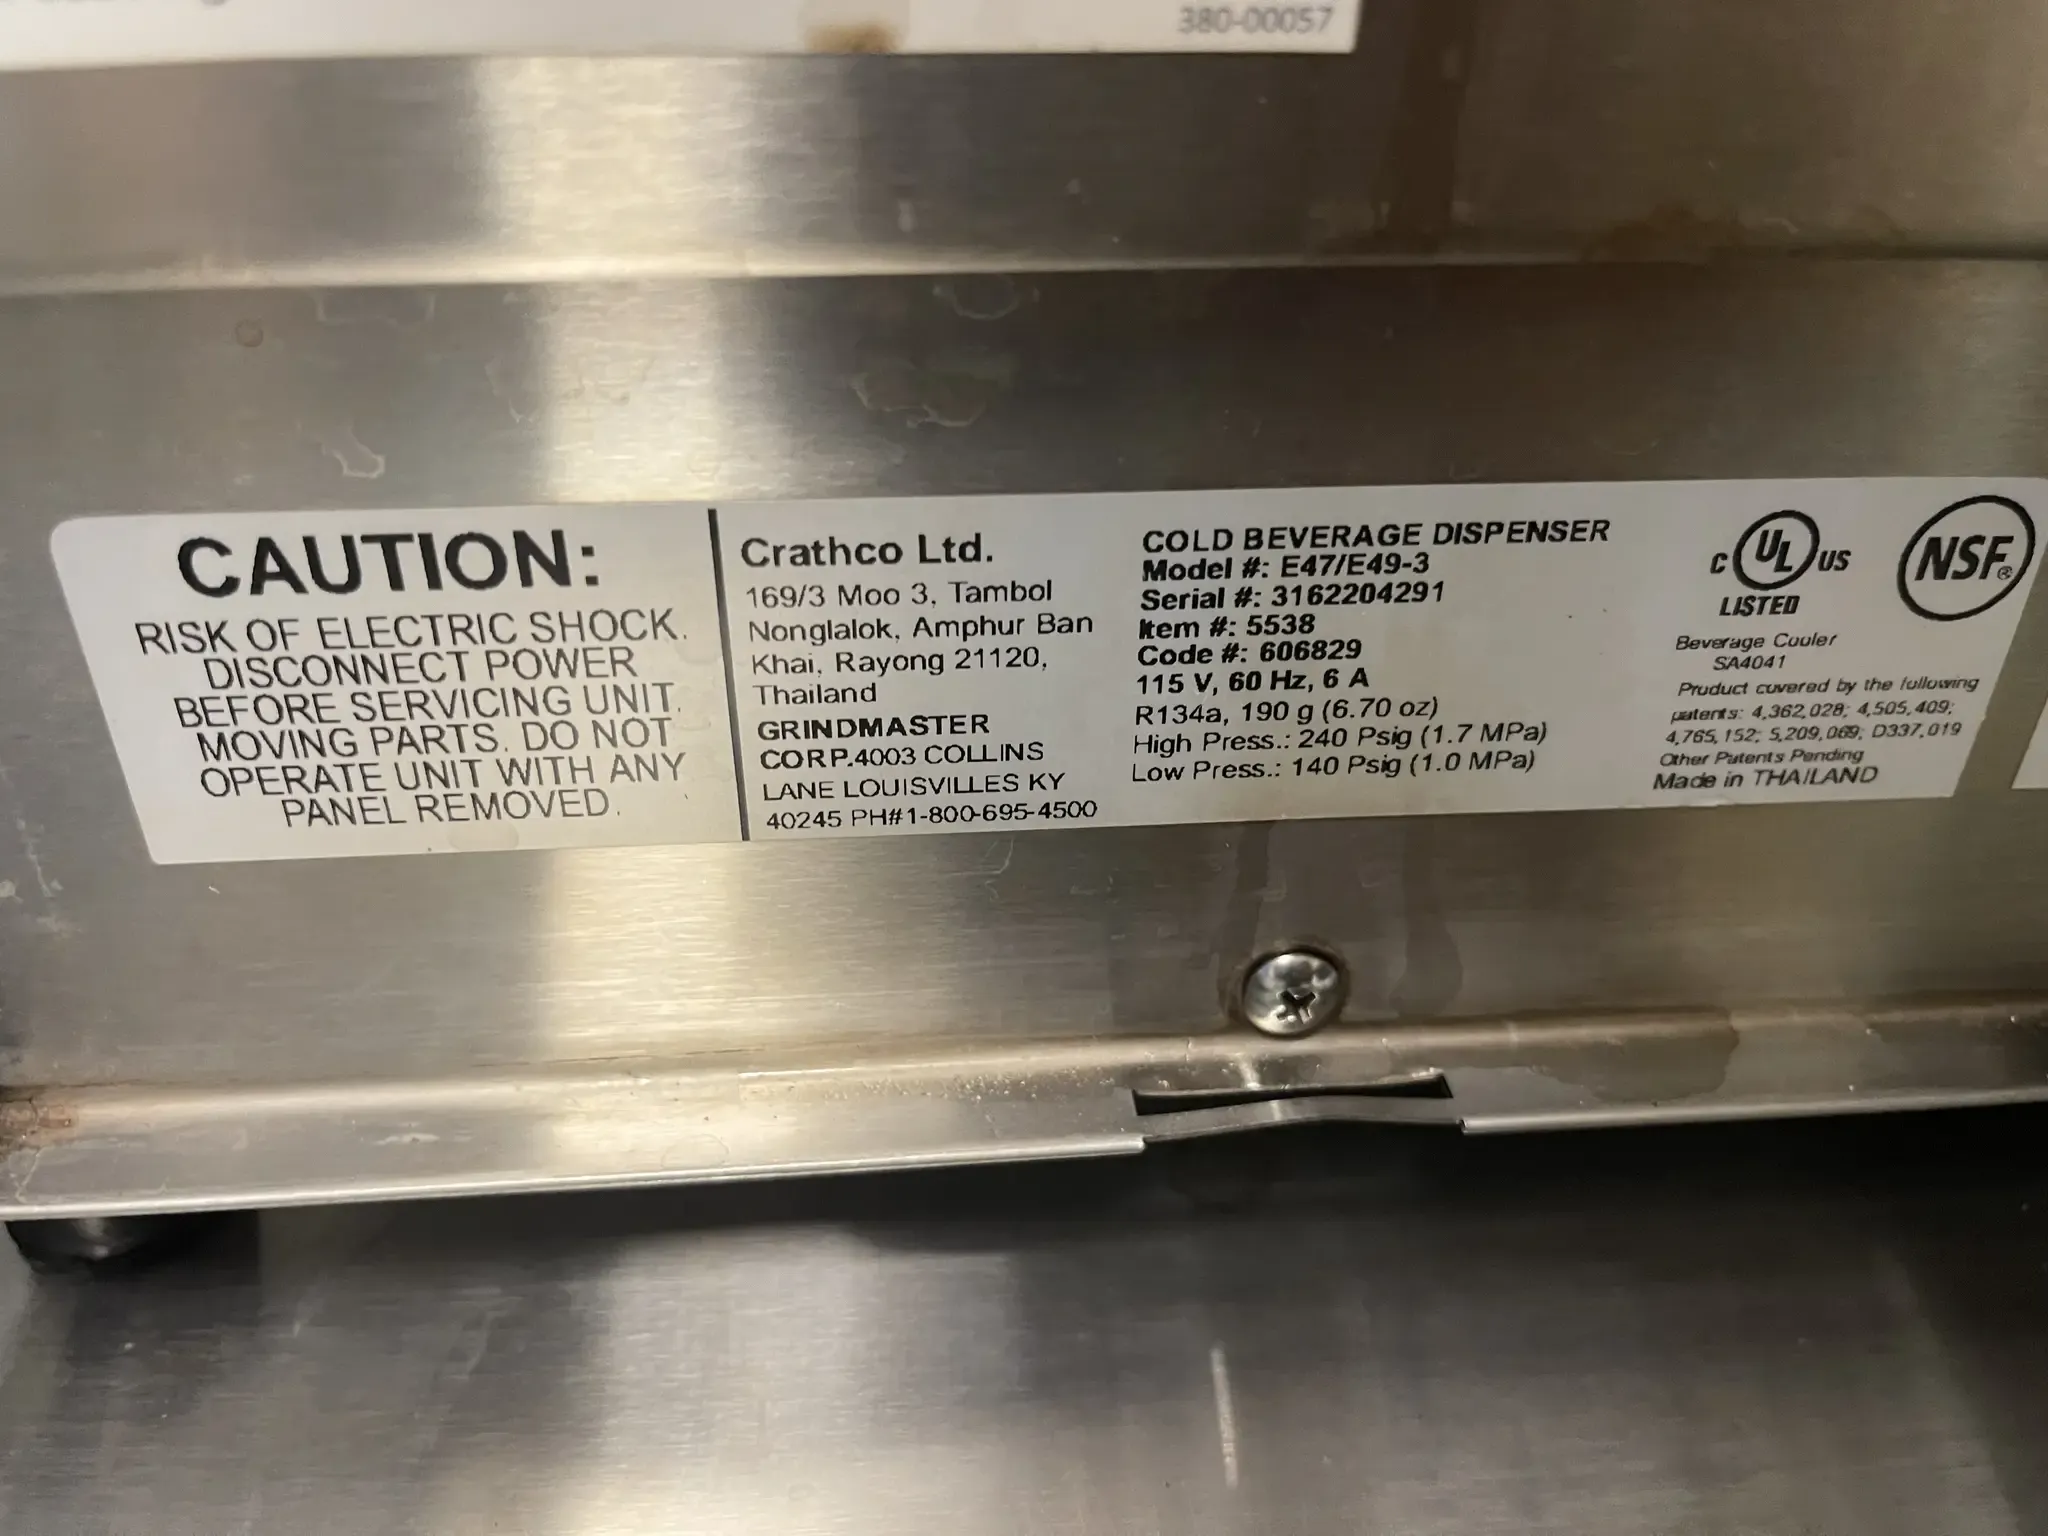 380-00057
CAUTION:
RISK OF ELECTRIC SHOCK.
DISCONNECT POWER
BEFORE SERVICING UNIT.
MOVING PARTS. DO NOT
OPERATE UNIT WITH ANY
PANEL REMOVED.
Crathco Ltd.
169/3 Moo 3, Tambol
Nonglalok, Amphur Ban
Khai, Rayong 21120,
Thailand
GRINDMASTER
CORP.4003 COLLINS
LANE LOUISVILLES KY
40245 PH#1-800-695-4500
COLD BEVERAGE DISPENSER
Model #: E47/E49-3
Serial #: 3162204291
Item #: 5538
Code #: 606829
115 V, 60 Hz, 6 A
R134a, 190 g (6.70 oz)
High Press.: 240 Psig (1.7 MPa)
Low Press.: 140 Psig (1.0 MPa)
C UL US
LISTED
NSF®
Beverage Cooler
SA4041
Product covered by the following
patents: 4,362,028; 4,505,409;
4,765,152; 5,209,069; D337,019
Other Patents Pending
Made in THAILAND